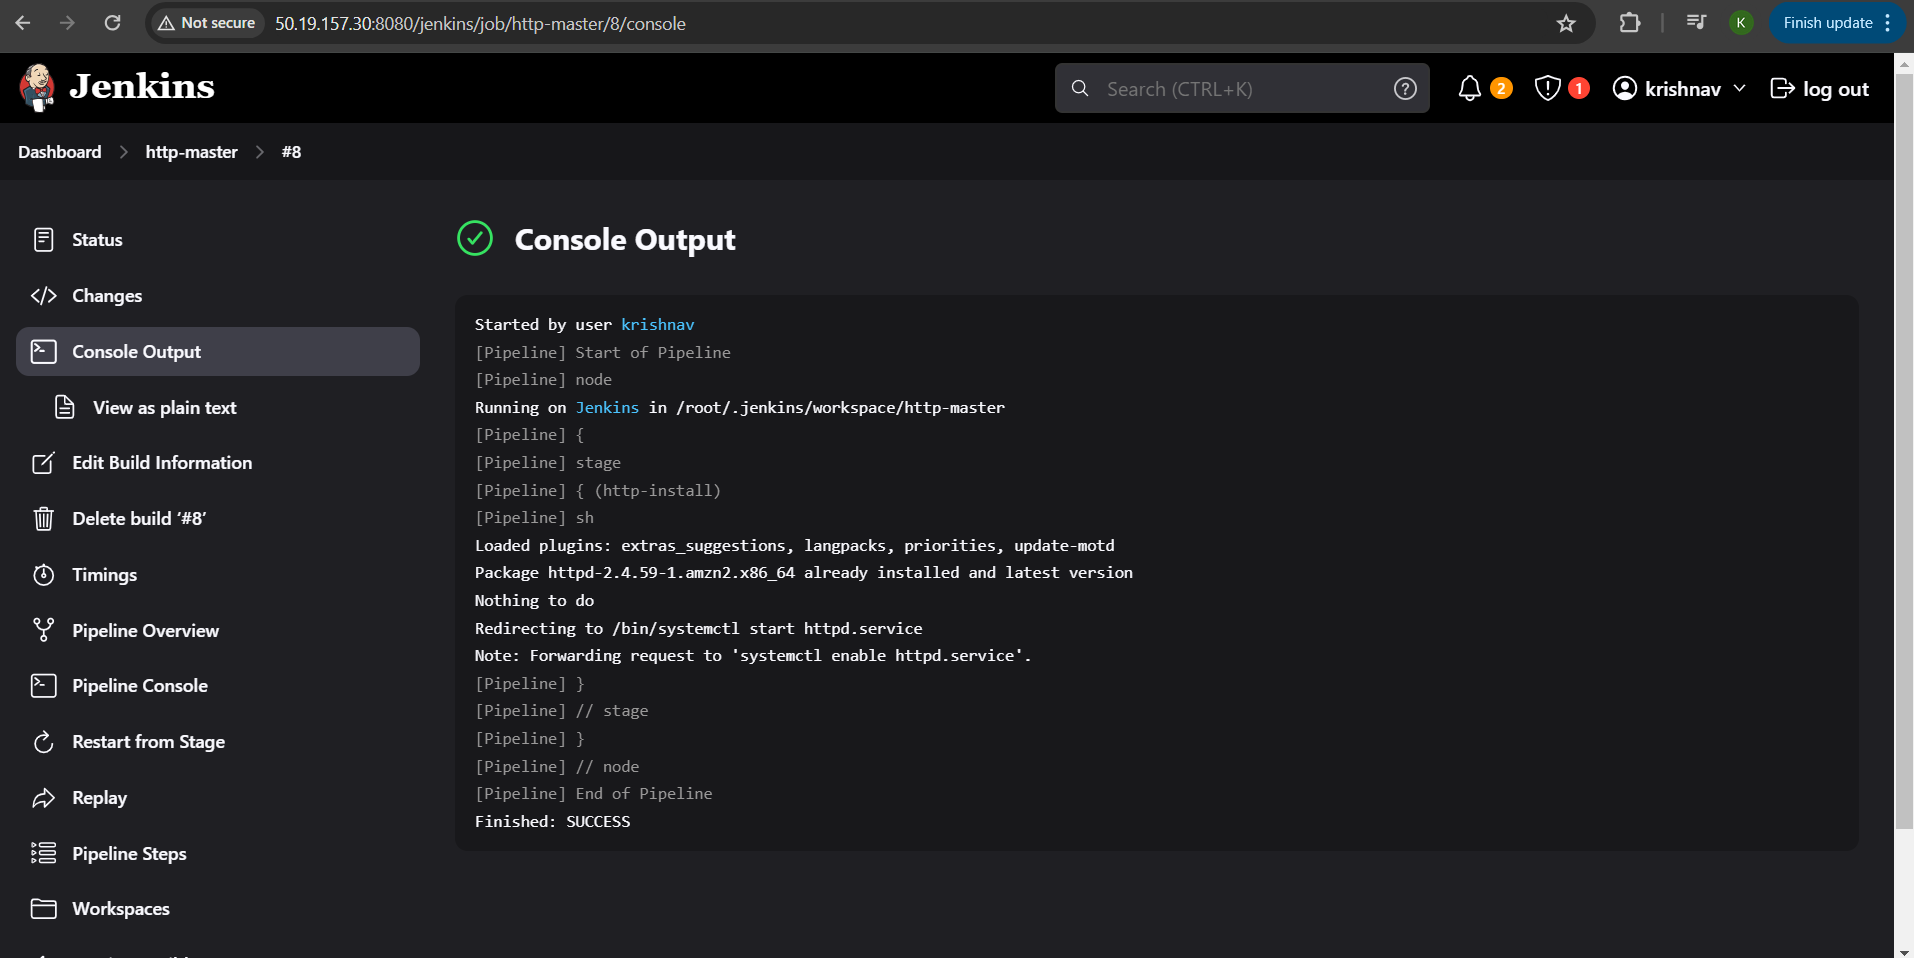 Not secure 50.19.157.30:8080/jenkins/job/http-master/8/console K Finish update
Jenkins Search (CTRL+K) ? 2 1 krishnav log out
Dashboard http-master #8
Status
Changes
Console Output
View as plain text
Edit Build Information
Delete build ‘#8’
Timings
Pipeline Overview
Pipeline Console
Restart from Stage
Replay
Pipeline Steps
Workspaces
Console Output
Started by user krishnav
[Pipeline] Start of Pipeline
[Pipeline] node
Running on Jenkins in /root/.jenkins/workspace/http-master
[Pipeline] {
[Pipeline] stage
[Pipeline] { (http-install)
[Pipeline] sh
Loaded plugins: extras_suggestions, langpacks, priorities, update-motd
Package httpd-2.4.59-1.amzn2.x86_64 already installed and latest version
Nothing to do
Redirecting to /bin/systemctl start httpd.service
Note: Forwarding request to 'systemctl enable httpd.service'.
[Pipeline] }
[Pipeline] // stage
[Pipeline] }
[Pipeline] // node
[Pipeline] End of Pipeline
Finished: SUCCESS